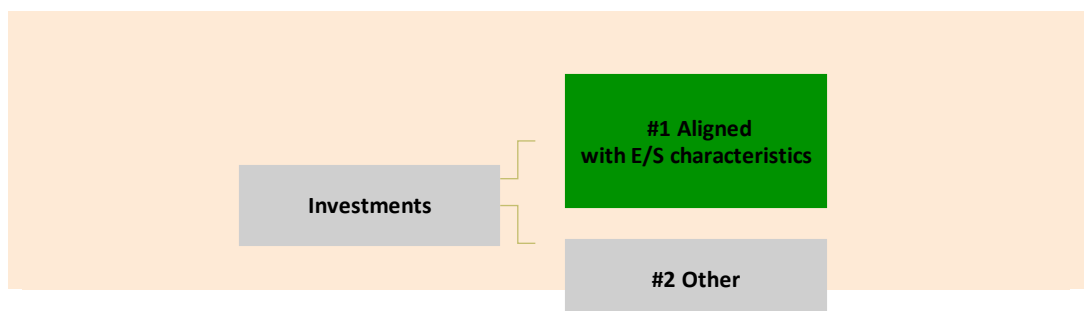 #1 Aligned
with E/S characteristics
Investments
#2 Other